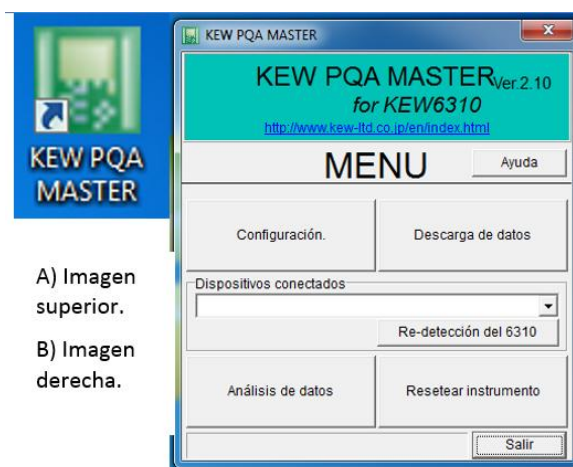 KEW PQA
MASTER
A) Imagen
superior.
B) Imagen
derecha.
KEW PQA MASTER
KEW PQA MASTER Ver.2.10
for KEW6310
http://www.kew-ltd.co.jp/en/index.html
MENU
Ayuda
Configuración.
Descarga de datos
Dispositivos conectados
Re-detección del 6310
Análisis de datos
Resetear instrumento
Salir